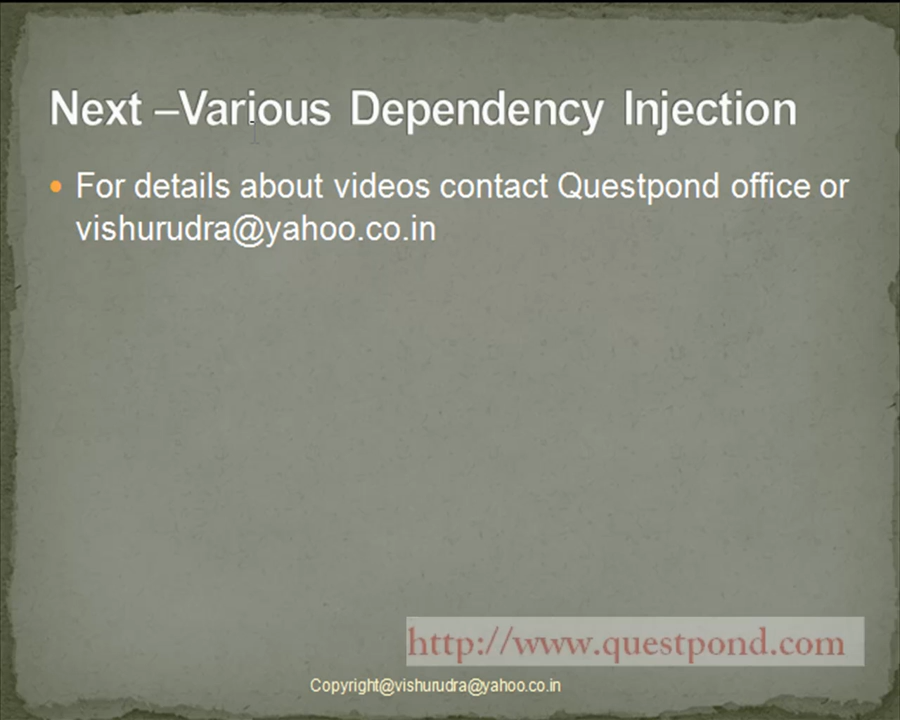 Next –Various Dependency Injection
• For details about videos contact Questpond office or
vishurudra@yahoo.co.in
http://www.questpond.com
Copyright@vishurudra@yahoo.co.in